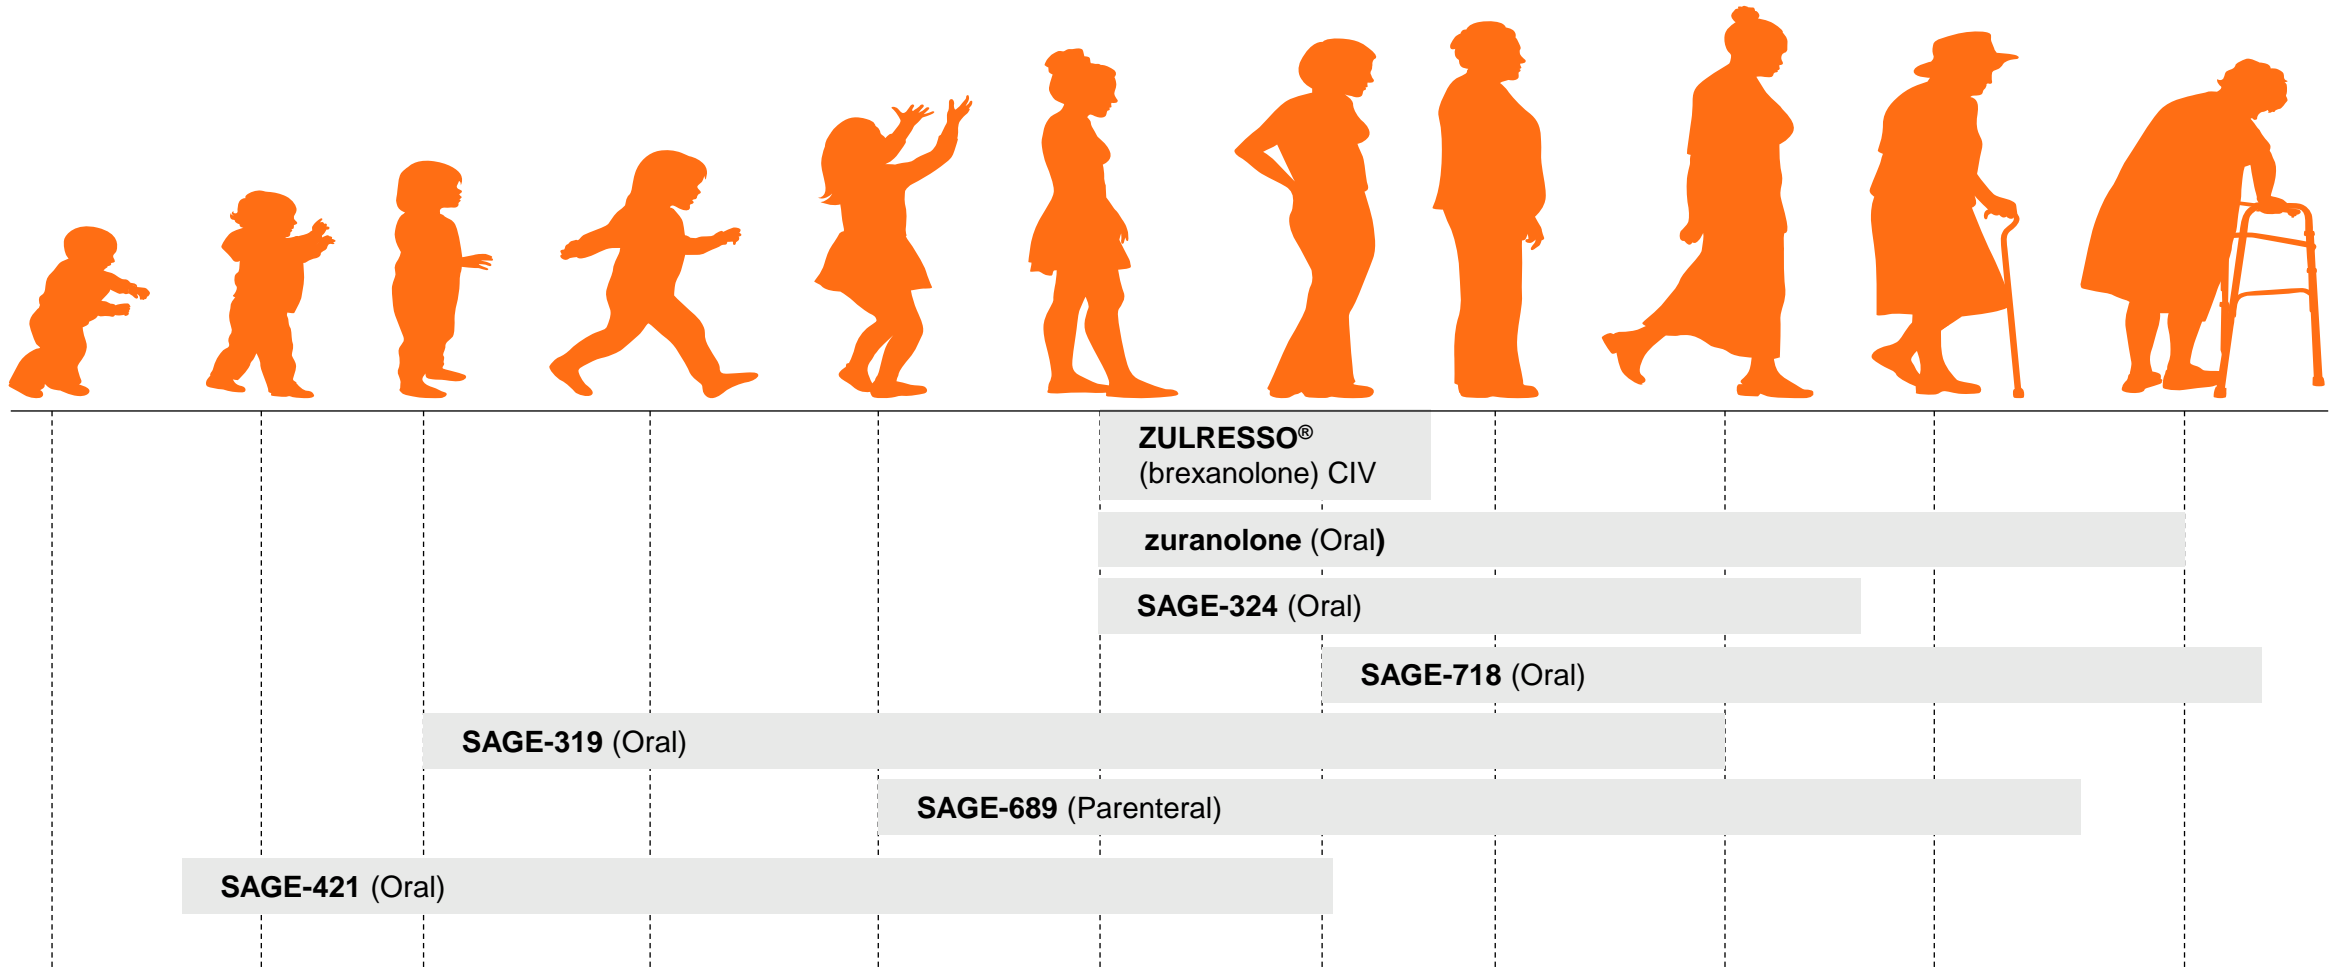 ZULRESSO®
(brexanolone) CIV
zuranolone (Oral)
SAGE-324 (Oral)
SAGE-718 (Oral)
SAGE-319 (Oral)
SAGE-689 (Parenteral)
SAGE-421 (Oral)